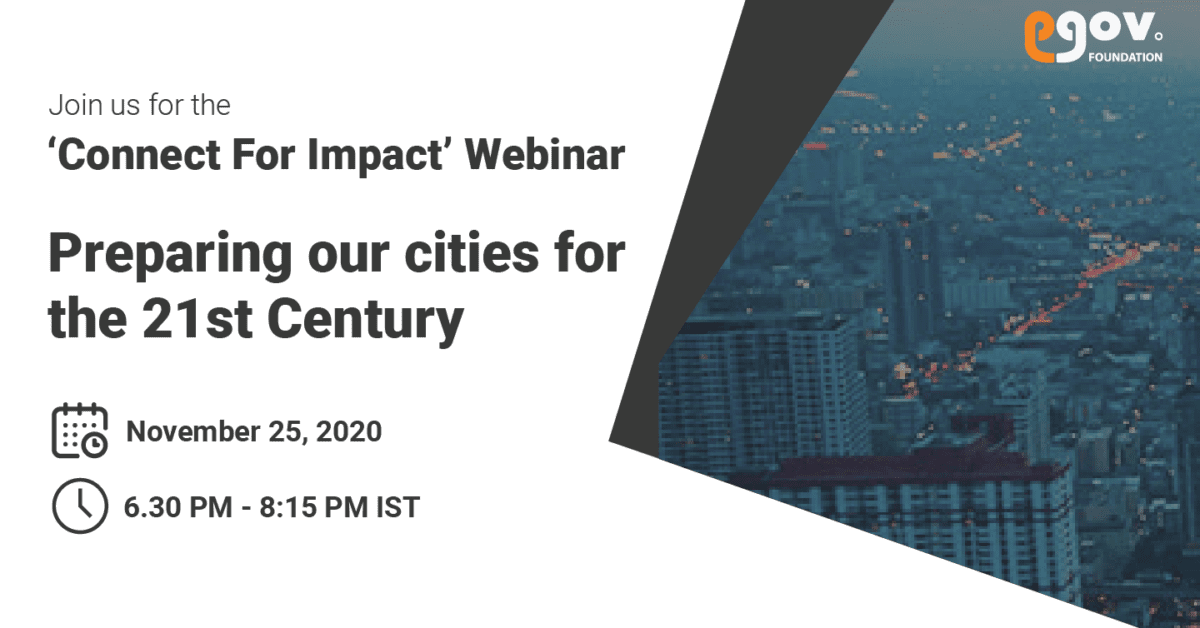 egov.
FOUNDATION
Join us for the
‘Connect For Impact’ Webinar
Preparing our cities for
the 21st Century
November 25, 2020
6.30 PM - 8:15 PM IST